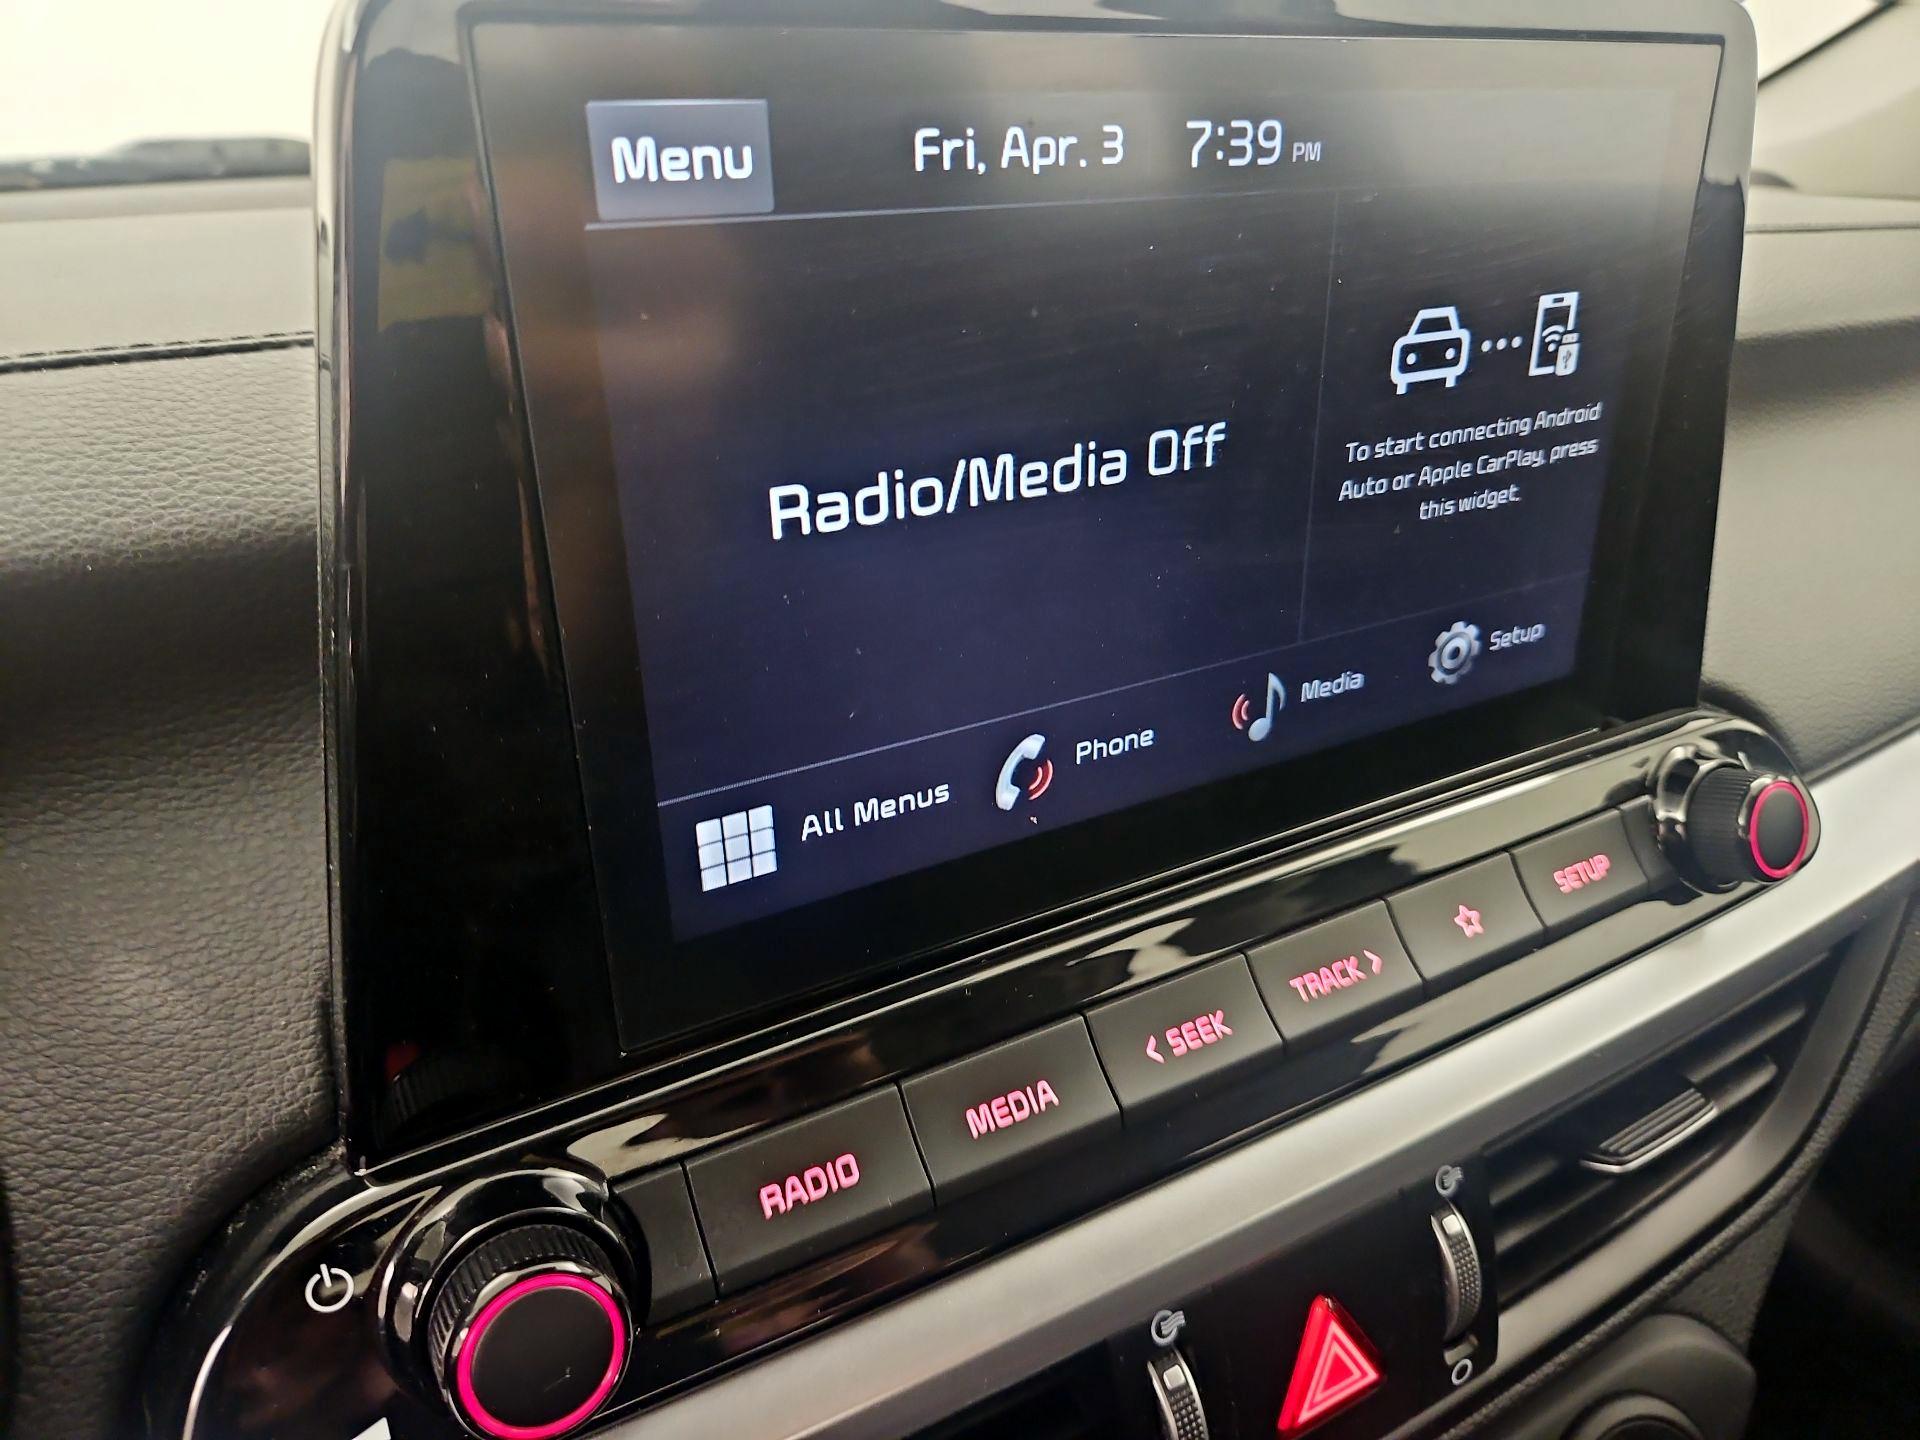 Menu
Fri, Apr. 3
7:39 PM
Radio/Media Off
To start connecting Android
Auto or Apple CarPlay, press
this widget.
All Menus
Phone
Media
Setup
RADIO
MEDIA
< SEEK
TRACK >
SETUP